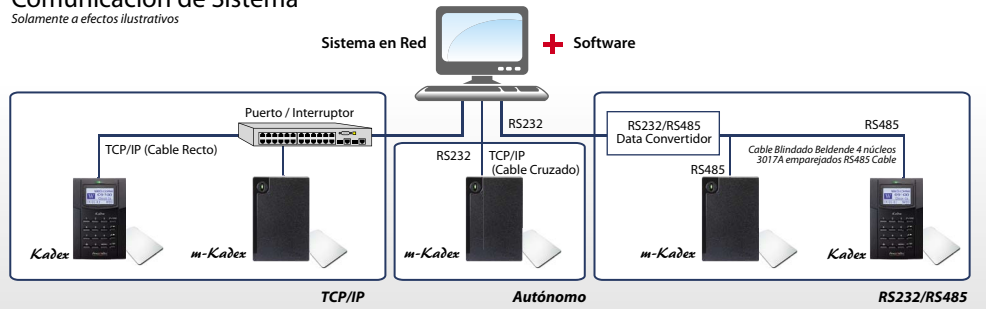 Comunicación de Sistema
Solamente a efectos ilustrativos
Sistema en Red
Software
Puerto / Interruptor
TCP/IP (Cable Recto)
Kadex
m-Kadex
TCP/IP
RS232
TCP/IP
(Cable Cruzado)
m-Kadex
Autónomo
RS232
RS232/RS485
Data Convertidor
RS485
RS485
Cable Blindado Beldende 4 núcleos
3017A emparejados RS485 Cable
m-Kadex
Kadex
RS232/RS485